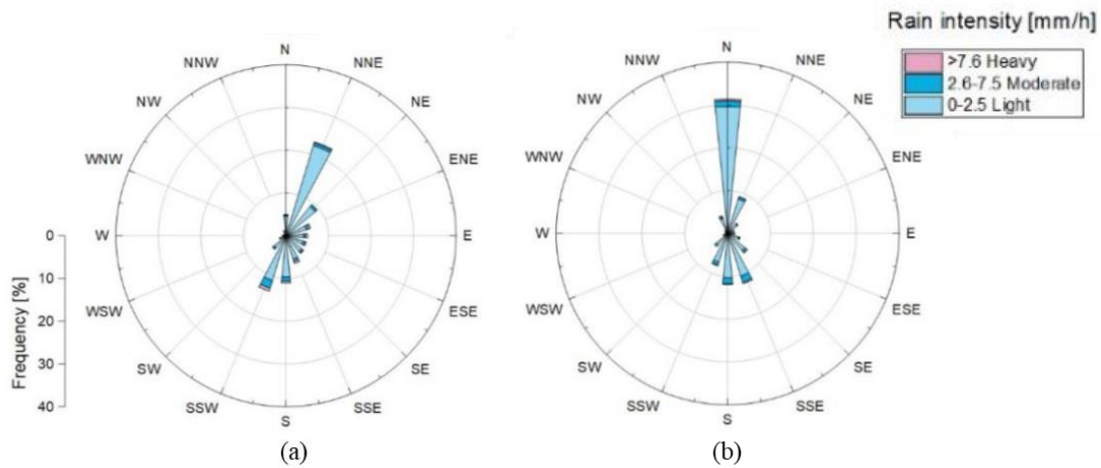 Rain intensity [mm/h]
>7.6 Heavy
2.6-7.5 Moderate
0-2.5 Light
N
NNE
NE
ENE
E
ESE
SE
SSE
S
SSW
SW
WSW
W
WNW
NW
NNW
0
10
20
30
40
Frequency [%]
(a)
N
NNE
NE
ENE
E
ESE
SE
SSE
S
SSW
SW
WSW
W
WNW
NW
NNW
(b)